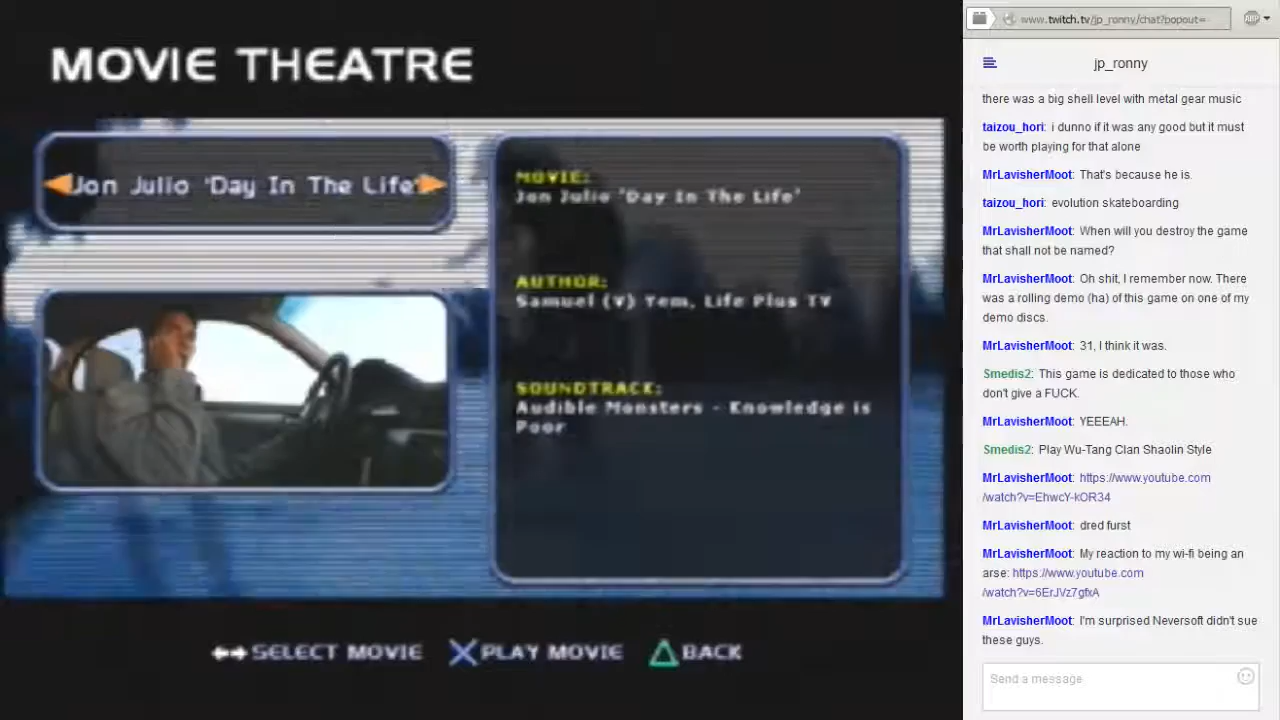 MOVIE THEATRE
Jon Julio 'Day In The Life'
MOVIE:
Jon Julio 'Day In The Life'
AUTHOR:
Samuel (V) Yem, Life Plus TV
SOUNDTRACK:
Audible Monsters - Knowledge is
Poor
SELECT MOVIE
PLAY MOVIE
BACK
www.twitch.tv/jp_ronny/chat?popout=
ABP
jp_ronny
there was a big shell level with metal gear music
taizou_hori: i dunno if it was any good but it must
be worth playing for that alone
MrLavisherMoot: That's because he is.
taizou_hori: evolution skateboarding
MrLavisherMoot: When will you destroy the game
that shall not be named?
MrLavisherMoot: Oh shit, I remember now. There
was a rolling demo (ha) of this game on one of my
demo discs.
MrLavisherMoot: 31, I think it was.
Smedis2: This game is dedicated to those who
don't give a FUCK.
MrLavisherMoot: YEEEAH.
Smedis2: Play Wu-Tang Clan Shaolin Style
MrLavisherMoot: https://www.youtube.com
/watch?v=EhwcY-kOR34
MrLavisherMoot: dred furst
MrLavisherMoot: My reaction to my wi-fi being an
arse: https://www.youtube.com
/watch?v=6ErJVz7gfxA
MrLavisherMoot: I'm surprised Neversoft didn't sue
these guys.
Send a message